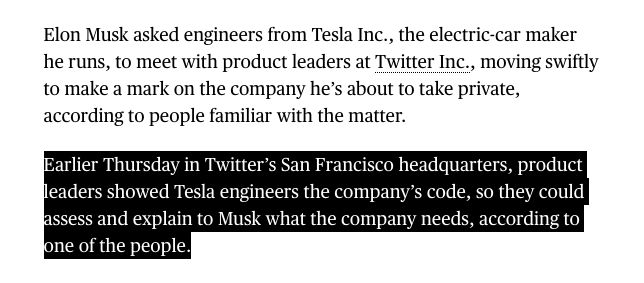 Elon Musk asked engineers from Tesla Inc., the electric-car maker
he runs, to meet with product leaders at Twitter Inc., moving swiftly
to make a mark on the company he’s about to take private,
according to people familiar with the matter.
Earlier Thursday in Twitter’s San Francisco headquarters, product
leaders showed Tesla engineers the company’s code, so they could
assess and explain to Musk what the company needs, according to
one of the people.